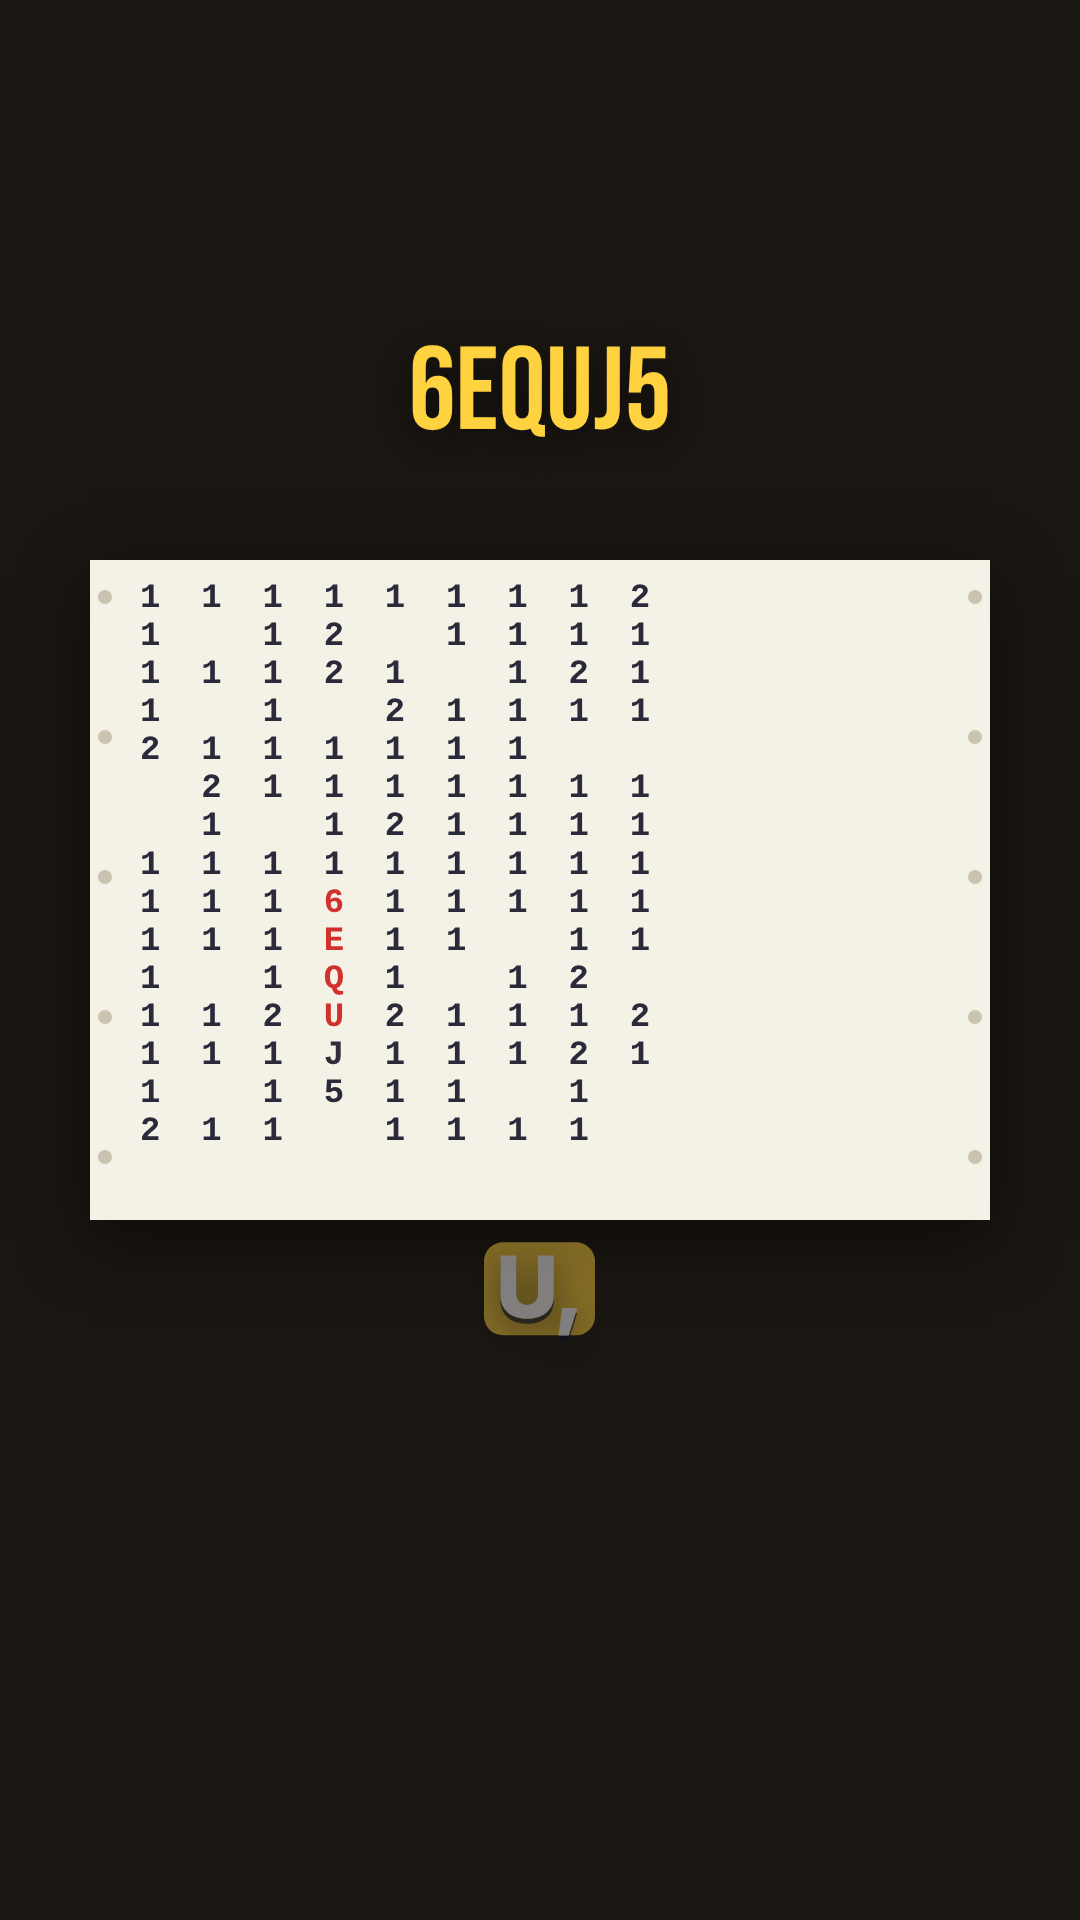 6EQUJ5
1 1 1 1 1 1 1 1 2
1 1 2 1 1 1 1
1 1 1 2 1 1 2 1
1 1 2 1 1 1 1
2 1 1 1 1 1 1
2 1 1 1 1 1 1 1
1 1 2 1 1 1 1
1 1 1 1 1 1 1 1 1
1 1 1 6 1 1 1 1 1
1 1 1 E 1 1 1 1
1 1 Q 1 1 2
1 1 2 U 2 1 1 1 2
1 1 1 J 1 1 1 2 1
1 1 5 1 1 1
2 1 1 1 1 1 1
U,